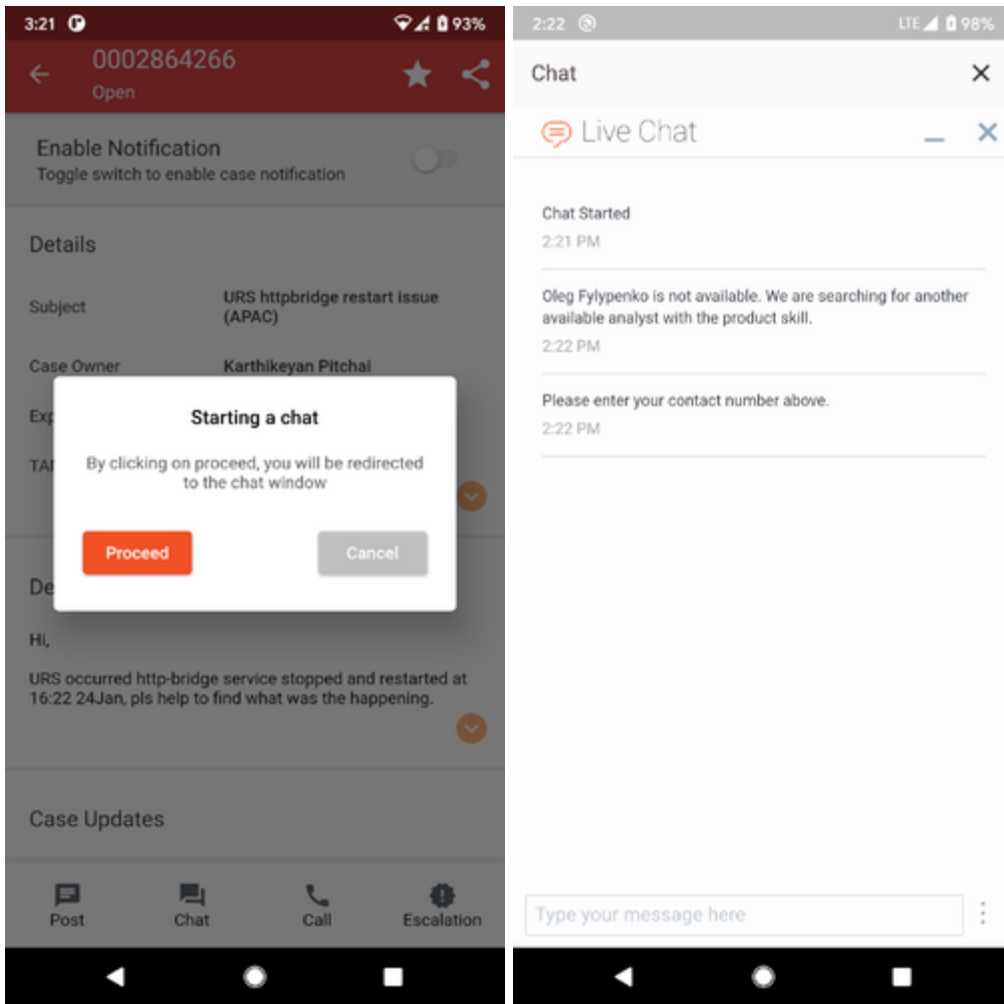 3:21
93%
0002864266
Open
Enable Notification
Toggle switch to enable case notification
Details
Subject
URS httpbridge restart issue
(APAC)
Case Owner
Karthikeyan Pitchai
Exp
TAM
Starting a chat
By clicking on proceed, you will be redirected
to the chat window
Proceed
Cancel
De
Hi,
URS occurred http-bridge service stopped and restarted at
16:22 24Jan, pls help to find what was the happening.
Case Updates
Post
Chat
Call
Escalation
2:22
LTE
98%
Chat
Live Chat
Chat Started
2:21 PM
Oleg Fylypenko is not available. We are searching for another
available analyst with the product skill.
2:22 PM
Please enter your contact number above.
2:22 PM
Type your message here